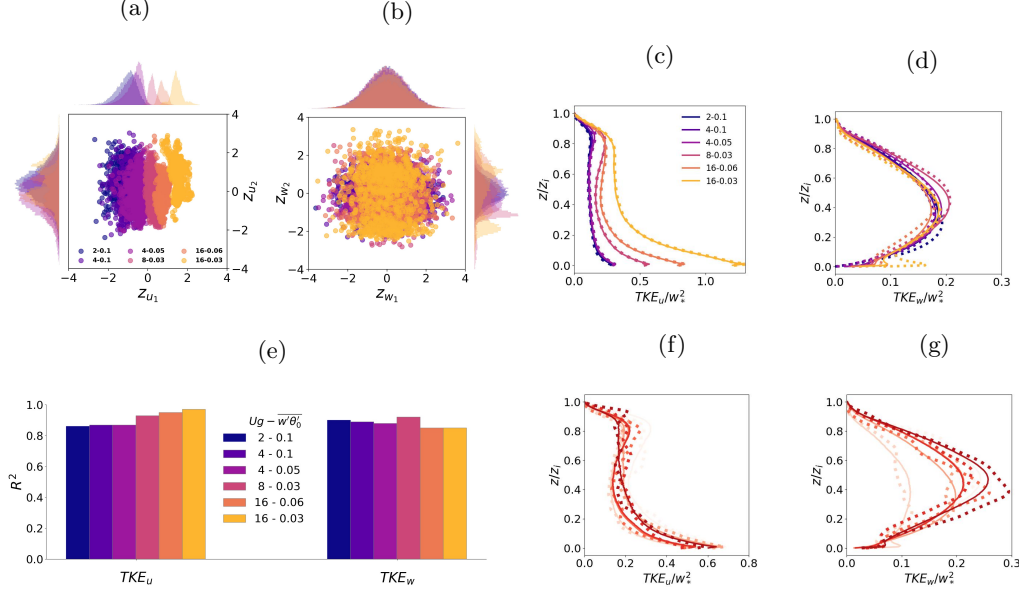 (a)
(b)
(c)
(d)
4
2
0
−2
−4
z_{u_2}
−4 −2 0 2 4
z_{u_1}
2-0.1
4-0.1
4-0.05
8-0.03
16-0.06
16-0.03
4
2
0
−2
−4
z_{w_2}
−4 −2 0 2 4
z_{w_1}
1.0
0.8
0.6
0.4
0.2
0.0
z/z_i
2-0.1
4-0.1
4-0.05
8-0.03
16-0.06
16-0.03
0.0 0.5 1.0
TKE_u/w_*^2
1.0
0.8
0.6
0.4
0.2
0.0
z/z_i
0.0 0.1 0.2 0.3
TKE_w/w_*^2
(e)
(f)
(g)
1.0
0.8
0.6
0.4
0.2
0.0
R^2
Ug − \overline{w'θ'_0}
2 - 0.1
4 - 0.1
4 - 0.05
8 - 0.03
16 - 0.06
16 - 0.03
TKE_u TKE_w
1.0
0.8
0.6
0.4
0.2
0.0
z/z_i
0.0 0.2 0.4 0.6 0.8
TKE_u/w_*^2
1.0
0.8
0.6
0.4
0.2
0.0
z/z_i
0.0 0.1 0.2 0.3
TKE_w/w_*^2